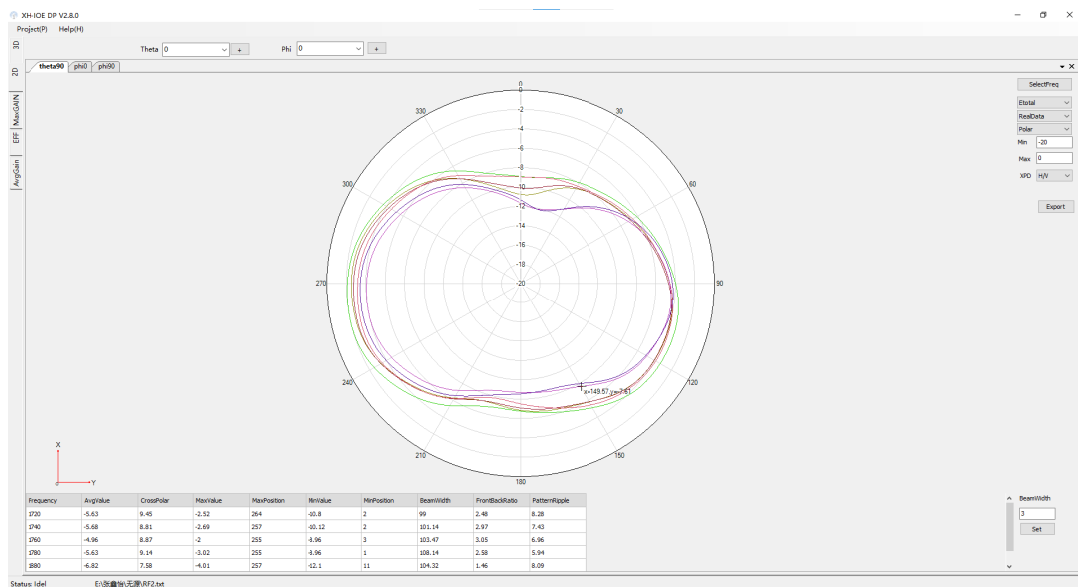 XH-IOE DP V2.8.0
Project(P) Help(H)
3D
2D
MaxGAIN
EFF
AvgGain
Theta 0 + Phi 0 +
theta90 phi0 phi90
SelectFreq
Etotal
RealData
Polar
Min -20
Max 0
XPD H/V
Export
0
0
-2
-4
-6
-8
-10
-12
-14
-16
-18
-20
30
60
90
120
150
180
210
240
270
300
330
x=149.57,y=-7.61
X
Y
Frequency AvgValue CrossPolar MaxValue MaxPosition MinValue MinPosition BeamWidth FrontBackRatio PatternRipple
1720 -5.63 9.45 -2.52 264 -10.8 2 99 2.48 8.28
1740 -5.68 8.81 -2.69 257 -10.12 2 101.14 2.97 7.43
1760 -4.96 8.87 -2 255 -8.96 3 103.47 3.05 6.96
1780 -5.63 9.14 -3.02 255 -8.96 1 108.14 2.58 5.94
1880 -6.82 7.58 -4.01 257 -12.1 11 104.32 1.46 8.09
BeamWidth
3
Set
Status: Idel E:\张鑫怡\无源\RF2.txt